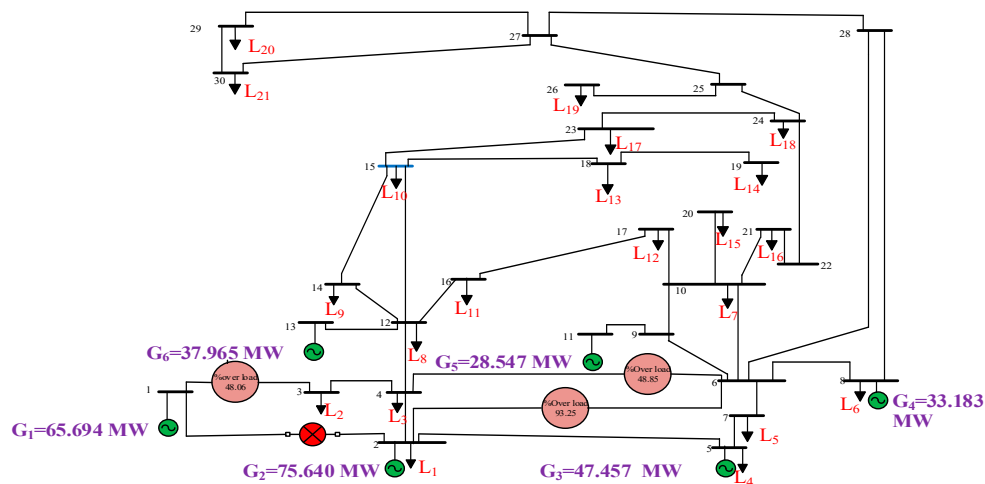 29
L20
27
28
30
L21
26
L19
25
23
L17
24
L18
15
L10
18
L13
19
L14
20
L15
17
L12
21
L16
22
14
L9
16
L11
10
L7
13
12
L8
11
9
G6=37.965 MW
G5=28.547 MW
%over load
48.06
%Over load
48.85
1
3
L2
4
L3
6
8
L6
G4=33.183
MW
%Over load
93.25
7
L5
G1=65.694 MW
2
L1
5
L4
G2=75.640 MW
G3=47.457 MW